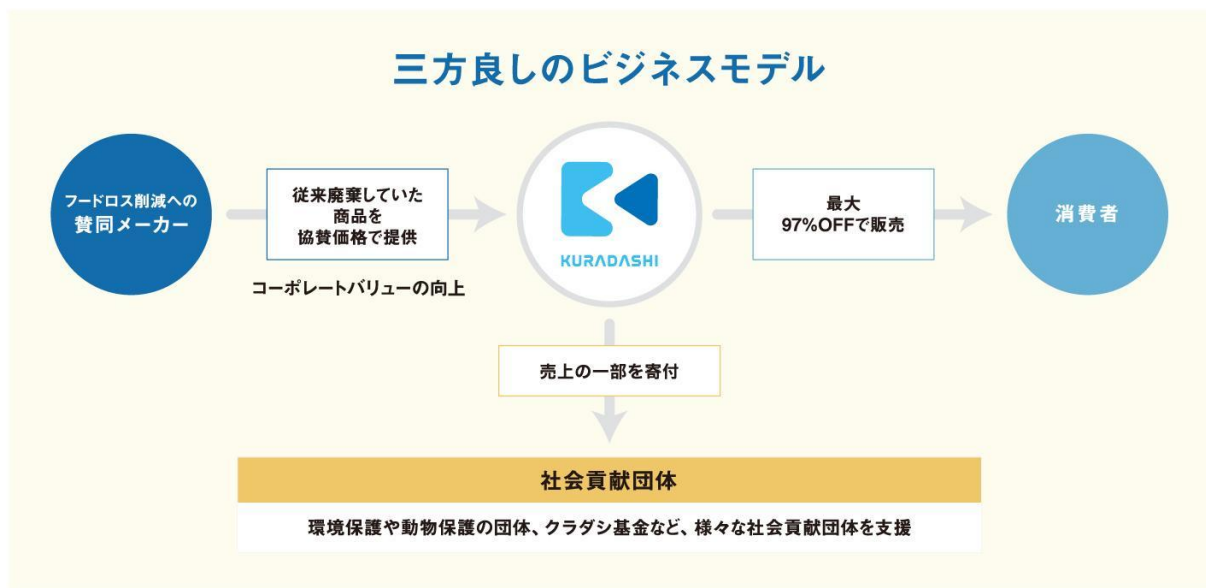 三方良しのビジネスモデル
フードロス削減への
賛同メーカー
従来廃棄していた
商品を
協賛価格で提供
コーポレートバリューの向上
KURADASHI
最大
97%OFFで販売
消費者
売上の一部を寄付
社会貢献団体
環境保護や動物保護の団体、クラダシ基金など、様々な社会貢献団体を支援